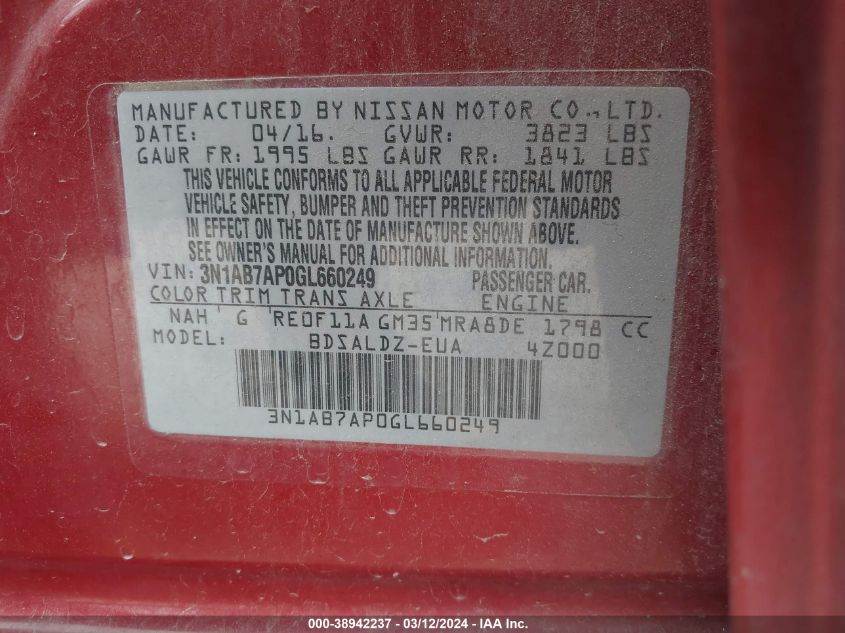 MANUFACTURED BY NISSAN MOTOR CO., LTD.
DATE: 04/16. GVWR: 3823 LBS
GAWR FR: 1995 LBS GAWR RR: 1841 LBS
THIS VEHICLE CONFORMS TO ALL APPLICABLE FEDERAL MOTOR
VEHICLE SAFETY, BUMPER AND THEFT PREVENTION STANDARDS
IN EFFECT ON THE DATE OF MANUFACTURE SHOWN ABOVE.
SEE OWNER'S MANUAL FOR ADDITIONAL INFORMATION.
VIN: 3N1AB7AP0GL660249 PASSENGER CAR.
COLOR TRIM TRANS AXLE ENGINE
NAH G RE0F11A GM35 MRA8DE 1798 CC
MODEL: BDSALDZ-EUA 4Z000
3N1AB7AP0GL660249
000-38942237 - 03/12/2024 - IAA Inc.